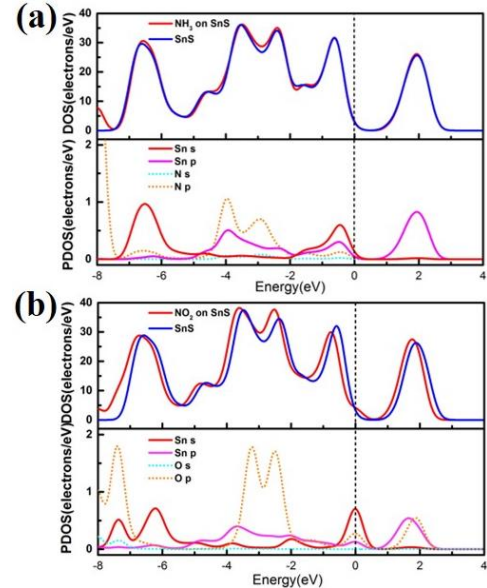 (a)
DOS(electrons/eV)
40
30
20
10
0
NH3 on SnS
SnS
PDOS(electrons/eV)
2
1
0
Sn s
Sn p
N s
N p
-8 -6 -4 -2 0 2 4
Energy(eV)
(b)
PDOS(electrons/eV)DOS(electrons/eV)
40
30
20
10
0
NO2 on SnS
SnS
2
1
0
Sn s
Sn p
O s
O p
-8 -6 -4 -2 0 2 4
Energy(eV)